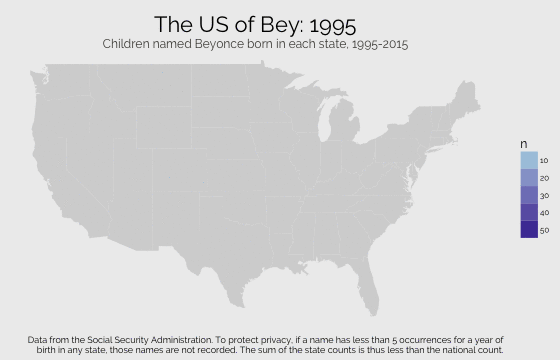 The US of Bey: 1995
Children named Beyonce born in each state, 1995-2015
n
10
20
30
40
50
Data from the Social Security Administration. To protect privacy, if a name has less than 5 occurrences for a year of
birth in any state, those names are not recorded. The sum of the state counts is thus less than the national count.